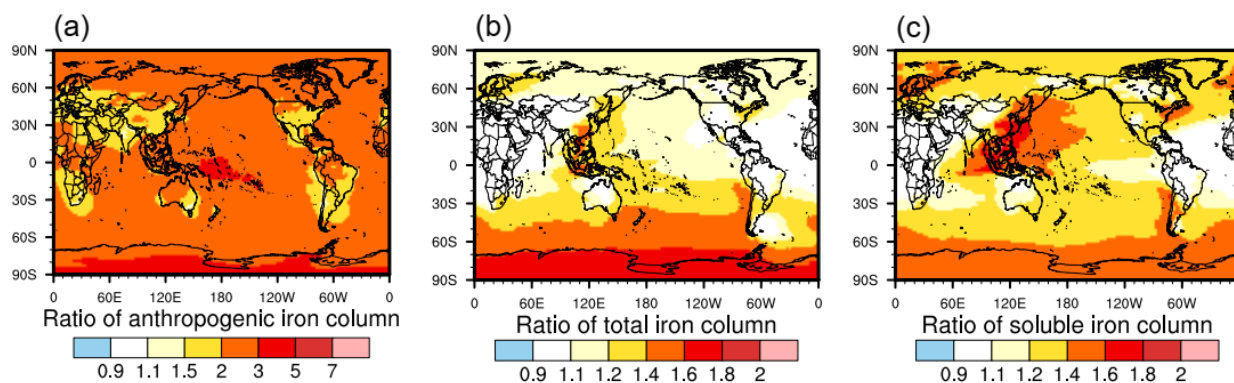 (a)
90N
60N
30N
0
30S
60S
90S
0 60E 120E 180 120W 60W 0
Ratio of anthropogenic iron column
0.9 1.1 1.5 2 3 5 7
(b)
90N
60N
30N
0
30S
60S
90S
0 60E 120E 180 120W 60W 0
Ratio of total iron column
0.9 1.1 1.2 1.4 1.6 1.8 2
(c)
90N
60N
30N
0
30S
60S
90S
0 60E 120E 180 120W 60W
Ratio of soluble iron column
0.9 1.1 1.2 1.4 1.6 1.8 2